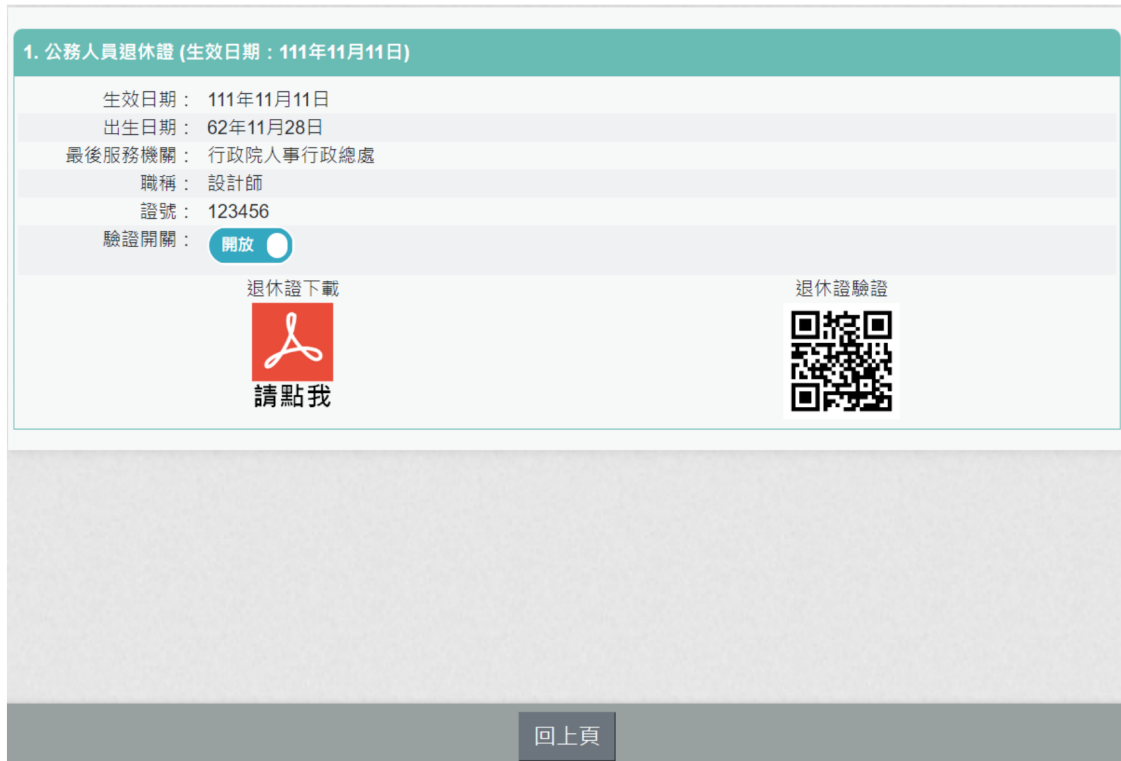 1. 公務人員退休證 (生效日期：111年11月11日)
生效日期： 111年11月11日
出生日期： 62年11月28日
最後服務機關： 行政院人事行政總處
職稱： 設計師
證號： 123456
驗證開關： 開放
退休證下載 退休證驗證
請點我
回上頁